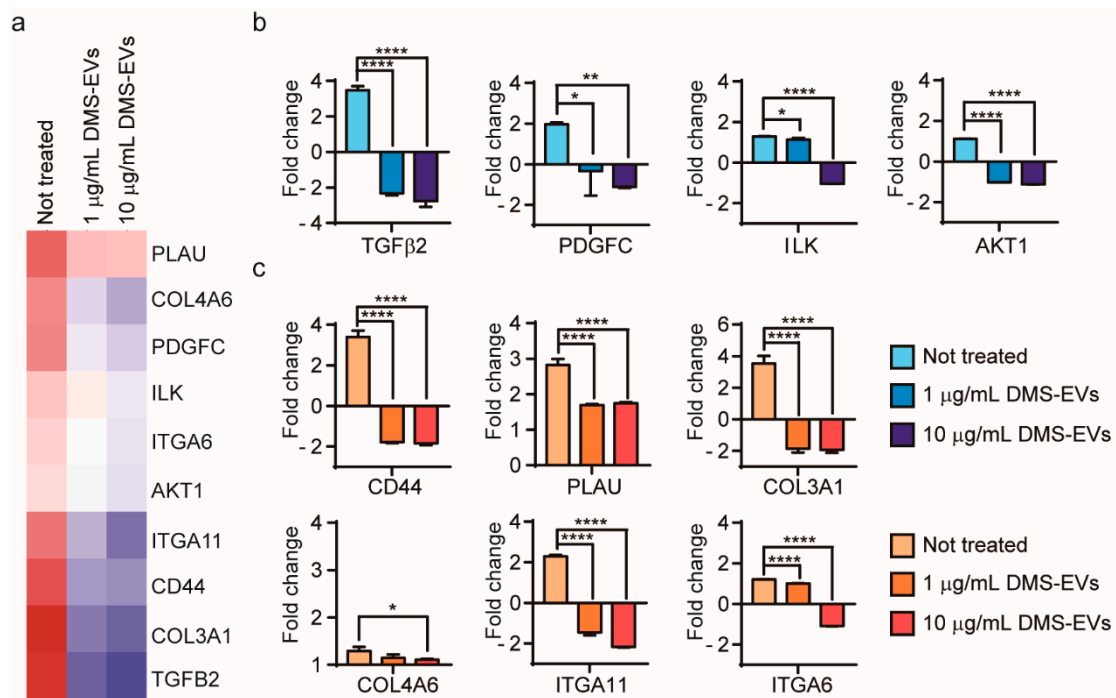 a
Not treated
1 μg/mL DMS-EVs
10 μg/mL DMS-EVs
PLAU
COL4A6
PDGFC
ILK
ITGA6
AKT1
ITGA11
CD44
COL3A1
TGFB2
b
Fold change
4
2
0
-2
-4
****
****
TGFβ2
Fold change
4
2
0
-2
**
*
PDGFC
Fold change
4
2
0
-2
****
*
ILK
Fold change
4
2
0
-2
****
****
AKT1
c
Fold change
4
2
0
-2
****
****
CD44
Fold change
4
3
2
1
0
****
****
PLAU
Fold change
6
4
2
0
-2
****
****
COL3A1
Not treated
1 μg/mL DMS-EVs
10 μg/mL DMS-EVs
Fold change
4
3
2
1
*
COL4A6
Fold change
4
2
0
-2
****
****
ITGA11
Fold change
4
2
0
-2
****
****
ITGA6
Not treated
1 μg/mL DMS-EVs
10 μg/mL DMS-EVs